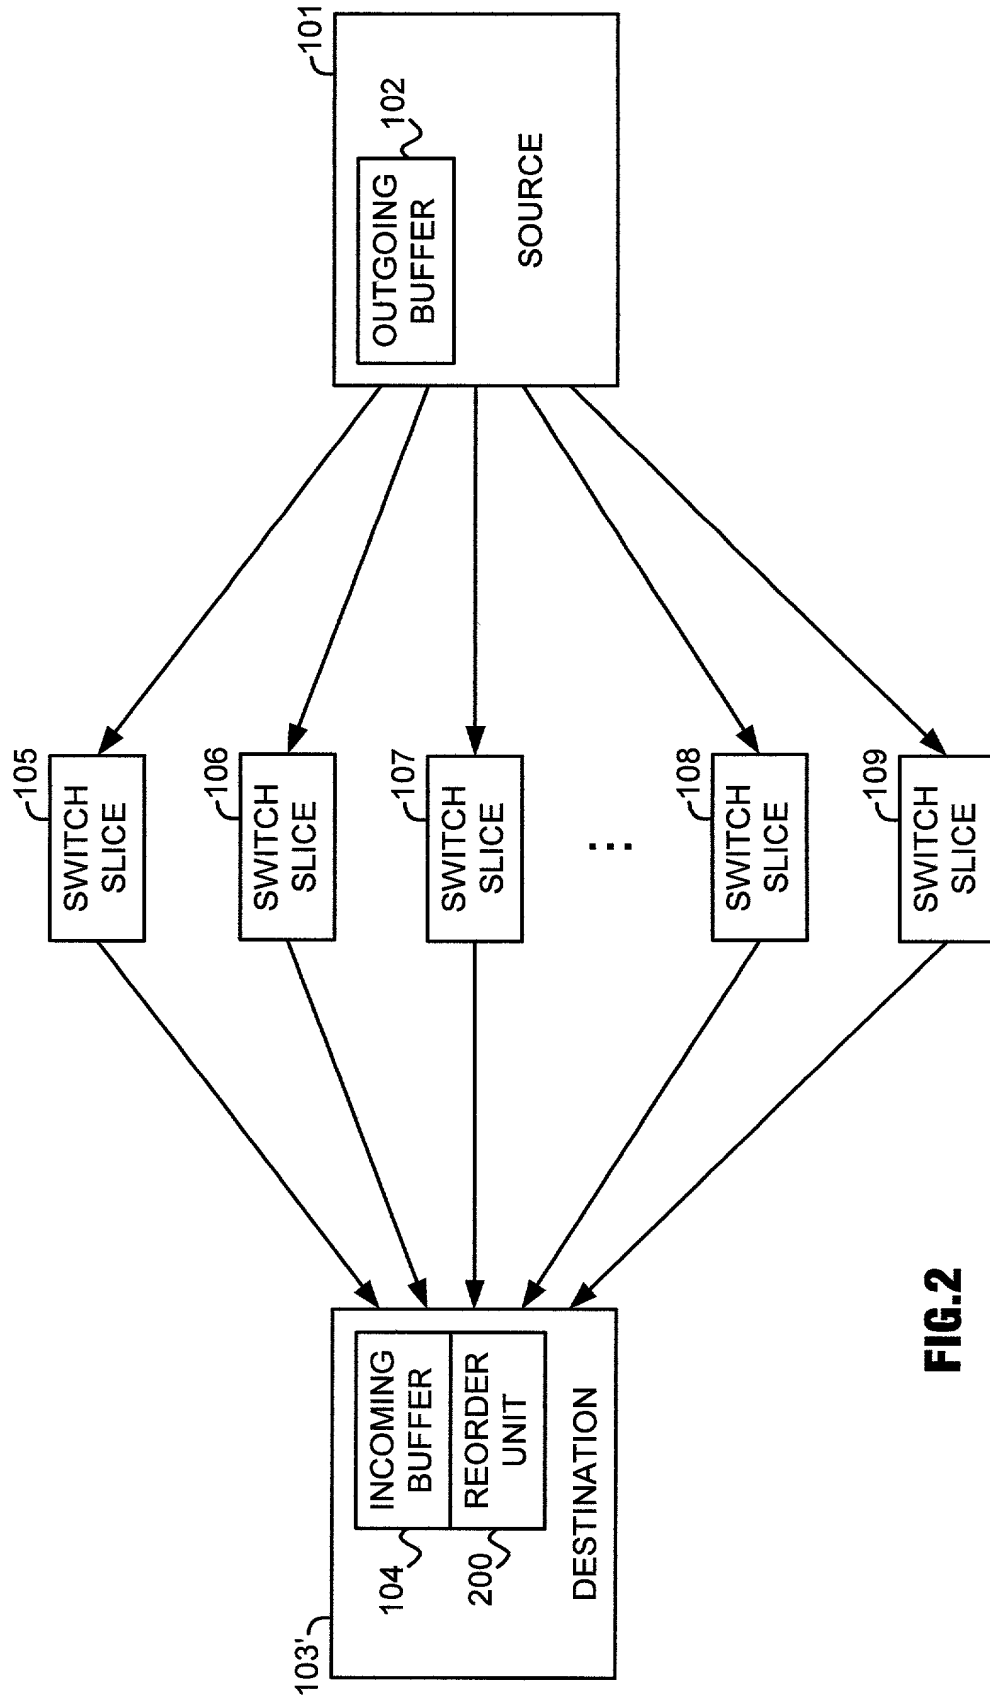 103'
104
INCOMING
BUFFER
200
REORDER
UNIT
DESTINATION
105
SWITCH
SLICE
106
SWITCH
SLICE
107
SWITCH
SLICE
...
108
SWITCH
SLICE
109
SWITCH
SLICE
101
102
OUTGOING
BUFFER
SOURCE
FIG.2